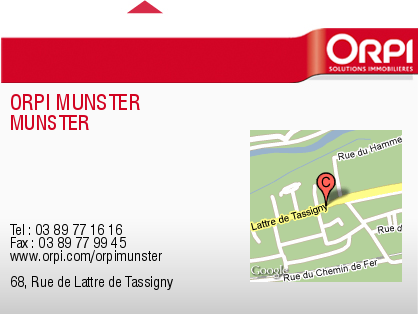 ORPI
SOLUTIONS IMMOBILIÈRES
ORPI MUNSTER
MUNSTER
Rue du Hamme
C
Lattre de Tassigny
Tel : 03 89 77 16 16
Fax : 03 89 77 99 45
www.orpi.com/orpimunster
Google
Rue du Chemin de Fer
68, Rue de Lattre de Tassigny